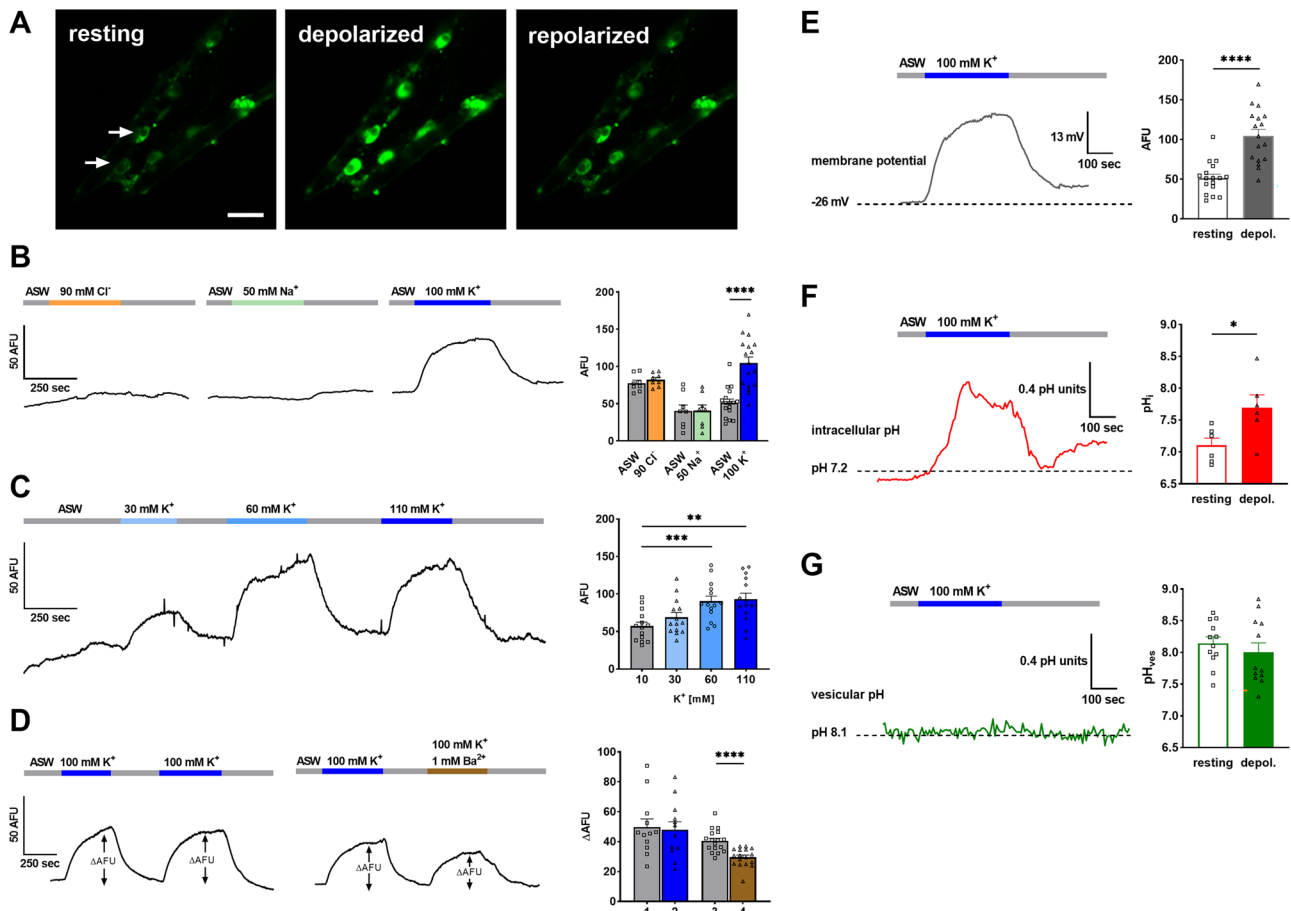 A
resting
depolarized
repolarized
B
ASW 90 mM Cl⁻
ASW 50 mM Na⁺
ASW 100 mM K⁺
50 AFU
250 sec
AFU
200
150
100
50
0
****
ASW
90 Cl⁻
ASW
50 Na⁺
ASW
100 K⁺
C
ASW 30 mM K⁺ 60 mM K⁺ 110 mM K⁺
50 AFU
250 sec
AFU
200
150
100
50
0
**
***
10 30 60 110
K⁺ [mM]
D
ASW 100 mM K⁺ 100 mM K⁺
100 mM K⁺
ASW 100 mM K⁺ 1 mM Ba²⁺
50 AFU
250 sec
ΔAFU
ΔAFU
ΔAFU
ΔAFU
ΔAFU
100
80
60
40
20
0
****
1 2 3 4
E
ASW 100 mM K⁺
13 mV
100 sec
membrane potential
-26 mV
AFU
200
150
100
50
0
****
resting depol.
F
ASW 100 mM K⁺
0.4 pH units
100 sec
intracellular pH
pH 7.2
pHi
9.0
8.5
8.0
7.5
7.0
6.5
*
resting depol.
G
ASW 100 mM K⁺
0.4 pH units
100 sec
vesicular pH
pH 8.1
pHves
9.0
8.5
8.0
7.5
7.0
6.5
resting depol.